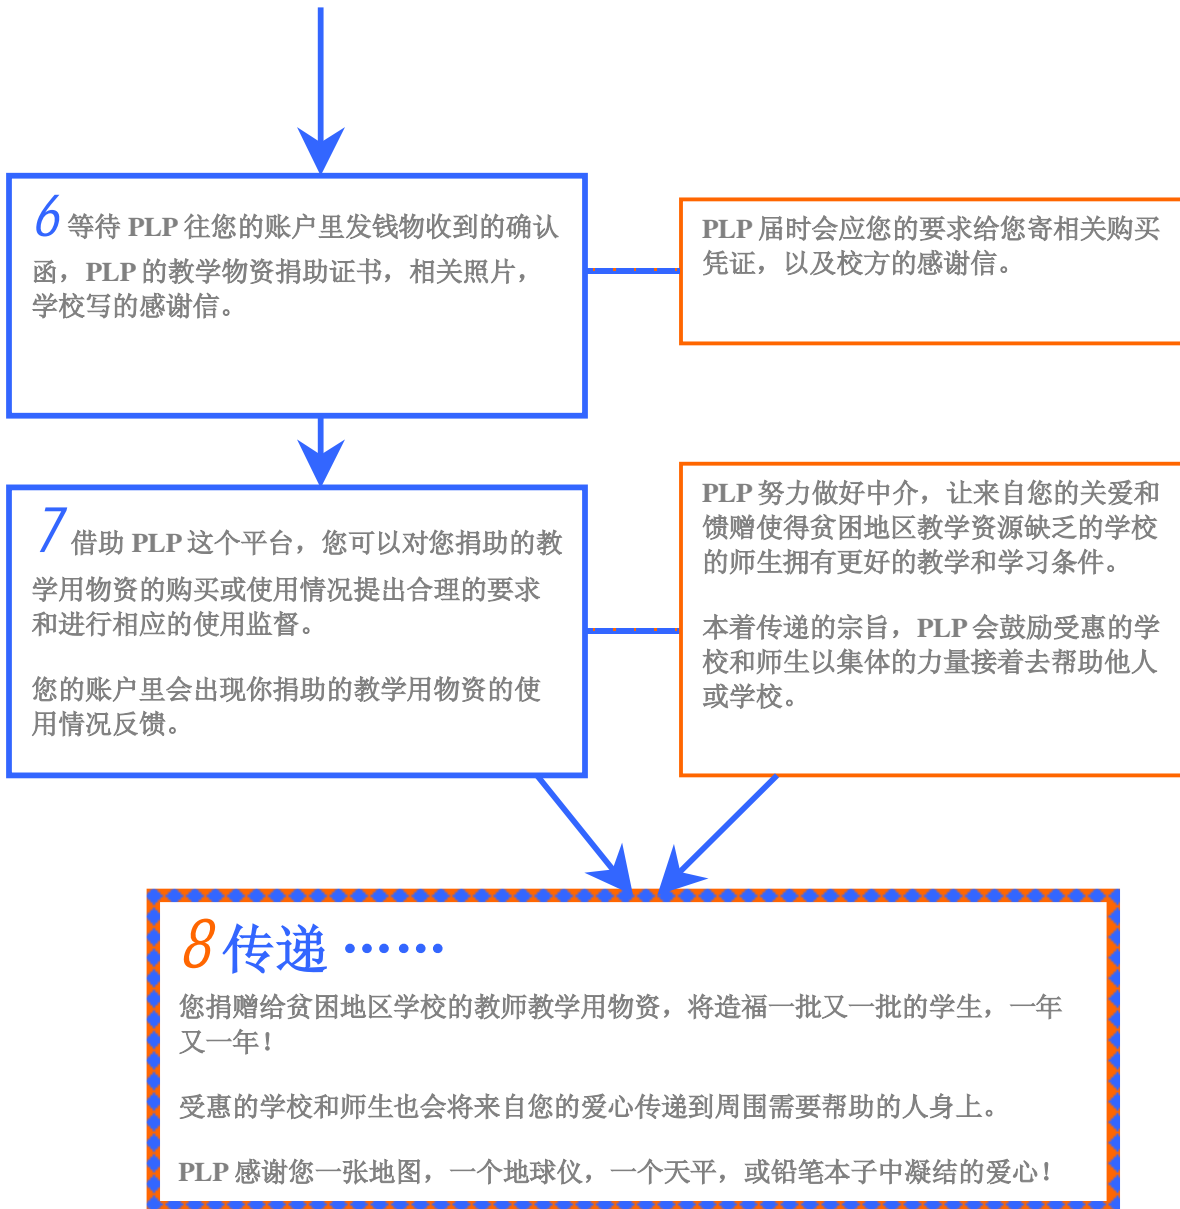 6 等待 PLP 往您的账户里发钱物收到的确认
函，PLP 的教学物资捐助证书，相关照片，
学校写的感谢信。
PLP 届时会应您的要求给您寄相关购买
凭证，以及校方的感谢信。
7 借助 PLP 这个平台，您可以对您捐助的教
学用物资的购买或使用情况提出合理的要求
和进行相应的使用监督。
您的账户里会出现你捐助的教学用物资的使
用情况反馈。
PLP 努力做好中介，让来自您的关爱和
馈赠使得贫困地区教学资源缺乏的学校
的师生拥有更好的教学和学习条件。
本着传递的宗旨，PLP 会鼓励受惠的学
校和师生以集体的力量接着去帮助他人
或学校。
8 传递 ……
您捐赠给贫困地区学校的教师教学用物资，将造福一批又一批的学生，一年
又一年！
受惠的学校和师生也会将来自您的爱心传递到周围需要帮助的人身上。
PLP 感谢您一张地图，一个地球仪，一个天平，或铅笔本子中凝结的爱心！